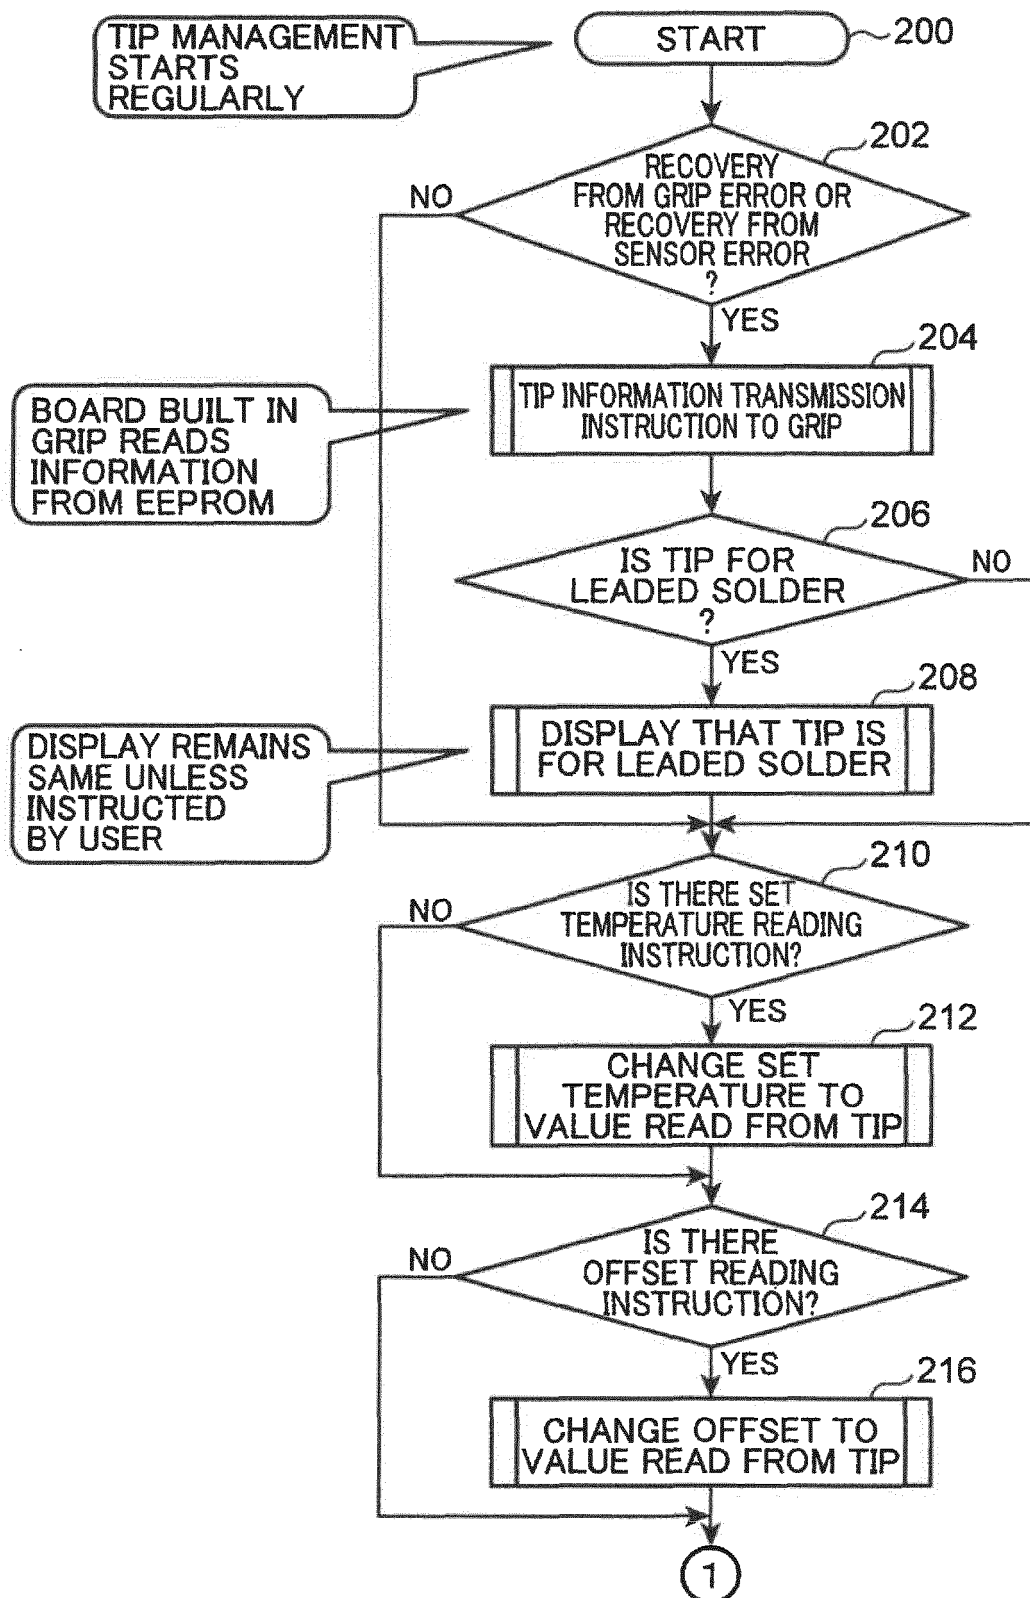 TIP MANAGEMENT
STARTS
REGULARLY
START
200
202
RECOVERY
FROM GRIP ERROR OR
RECOVERY FROM
SENSOR ERROR
?
NO
YES
204
TIP INFORMATION TRANSMISSION
INSTRUCTION TO GRIP
BOARD BUILT IN
GRIP READS
INFORMATION
FROM EEPROM
206
IS TIP FOR
LEADED SOLDER
?
NO
YES
208
DISPLAY THAT TIP IS
FOR LEADED SOLDER
DISPLAY REMAINS
SAME UNLESS
INSTRUCTED
BY USER
210
IS THERE SET
TEMPERATURE READING
INSTRUCTION?
NO
YES
212
CHANGE SET
TEMPERATURE TO
VALUE READ FROM TIP
214
IS THERE
OFFSET READING
INSTRUCTION?
NO
YES
216
CHANGE OFFSET TO
VALUE READ FROM TIP
1